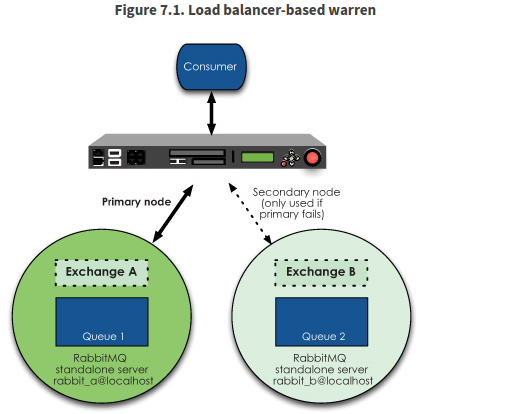 Figure 7.1. Load balancer-based warren
Consumer
Primary node
Secondary node
(only used if
primary fails)
Exchange A
Queue 1
RabbitMQ
standalone server
rabbit_a@localhost
Exchange B
Queue 2
RabbitMQ
standalone server
rabbit_b@localhost